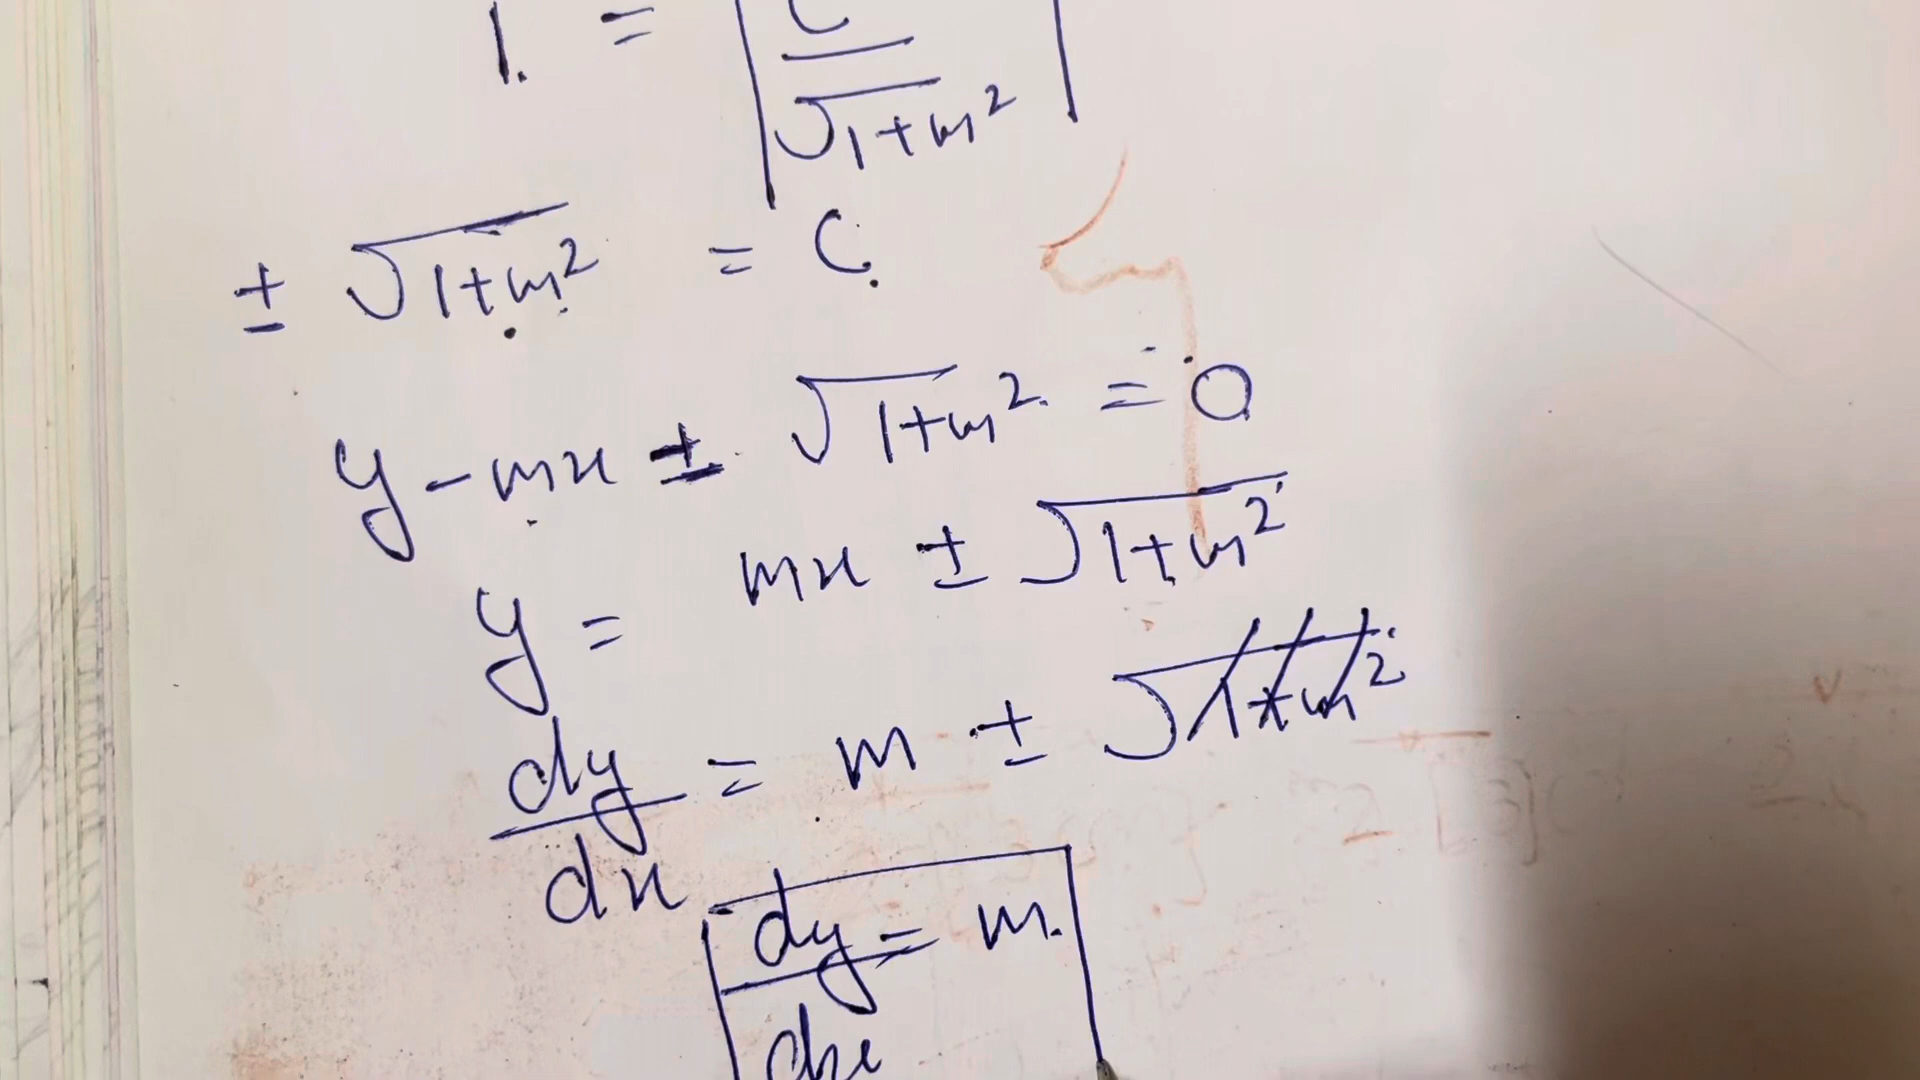 1. = | C / √1+m² |
± √1+m² = C.
y - mx ± √1+m² = 0
y = mx ± √1+m²
dy/dx = m ± √1+m²
dy/dx = m.